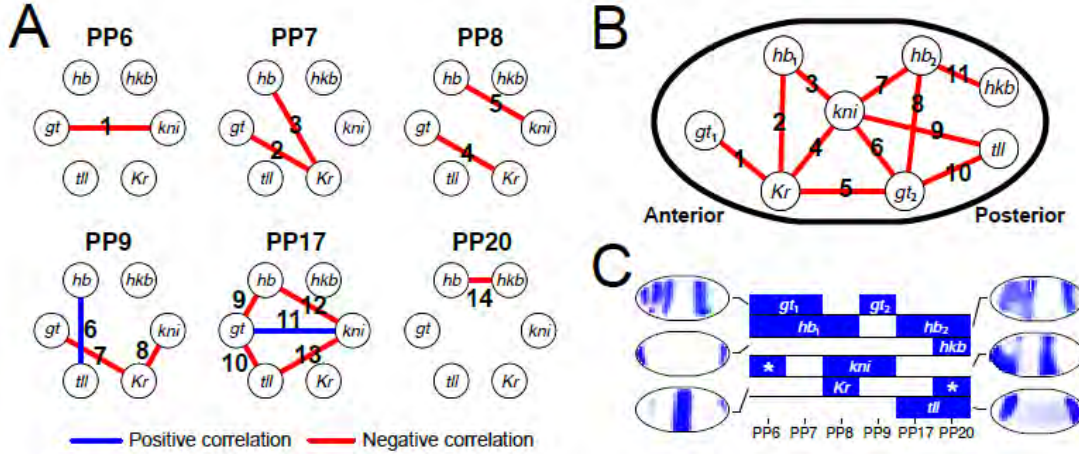 A
PP6
PP7
PP8
hb hkb
gt 1 kni
tll Kr
hb hkb
gt 3 kni
2
tll Kr
hb hkb
5
gt kni
4
tll Kr
PP9
PP17
PP20
hb hkb
6
gt kni
7 8
tll Kr
hb hkb
9 12
gt 11 kni
10 13
tll Kr
hb hkb
14
gt kni
tll Kr
Positive correlation
Negative correlation
B
hb1 hb2
3 7 11
hkb
kni 8
gt1 2 9
tll
1 4 6
10
Kr 5 gt2
Anterior Posterior
C
gt1 gt2
hb1 hb2
hkb
* kni
Kr *
tll
PP6 PP7 PP8 PP9 PP17 PP20